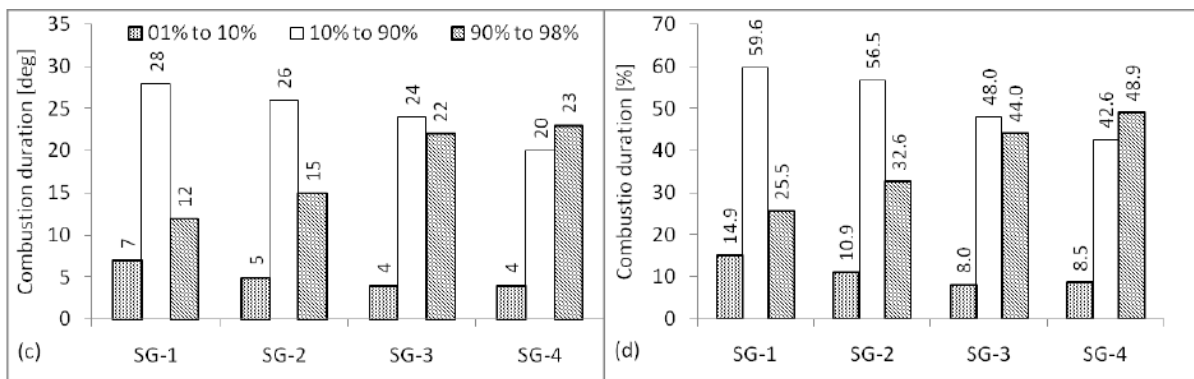 Combustion duration [deg]
35
30
25
20
15
10
5
0
01% to 10%
10% to 90%
90% to 98%
7
28
12
5
26
15
4
24
22
4
20
23
(c)
SG-1
SG-2
SG-3
SG-4
Combustio duration [%]
70
60
50
40
30
20
10
0
14.9
59.6
25.5
10.9
56.5
32.6
8.0
48.0
44.0
8.5
42.6
48.9
(d)
SG-1
SG-2
SG-3
SG-4